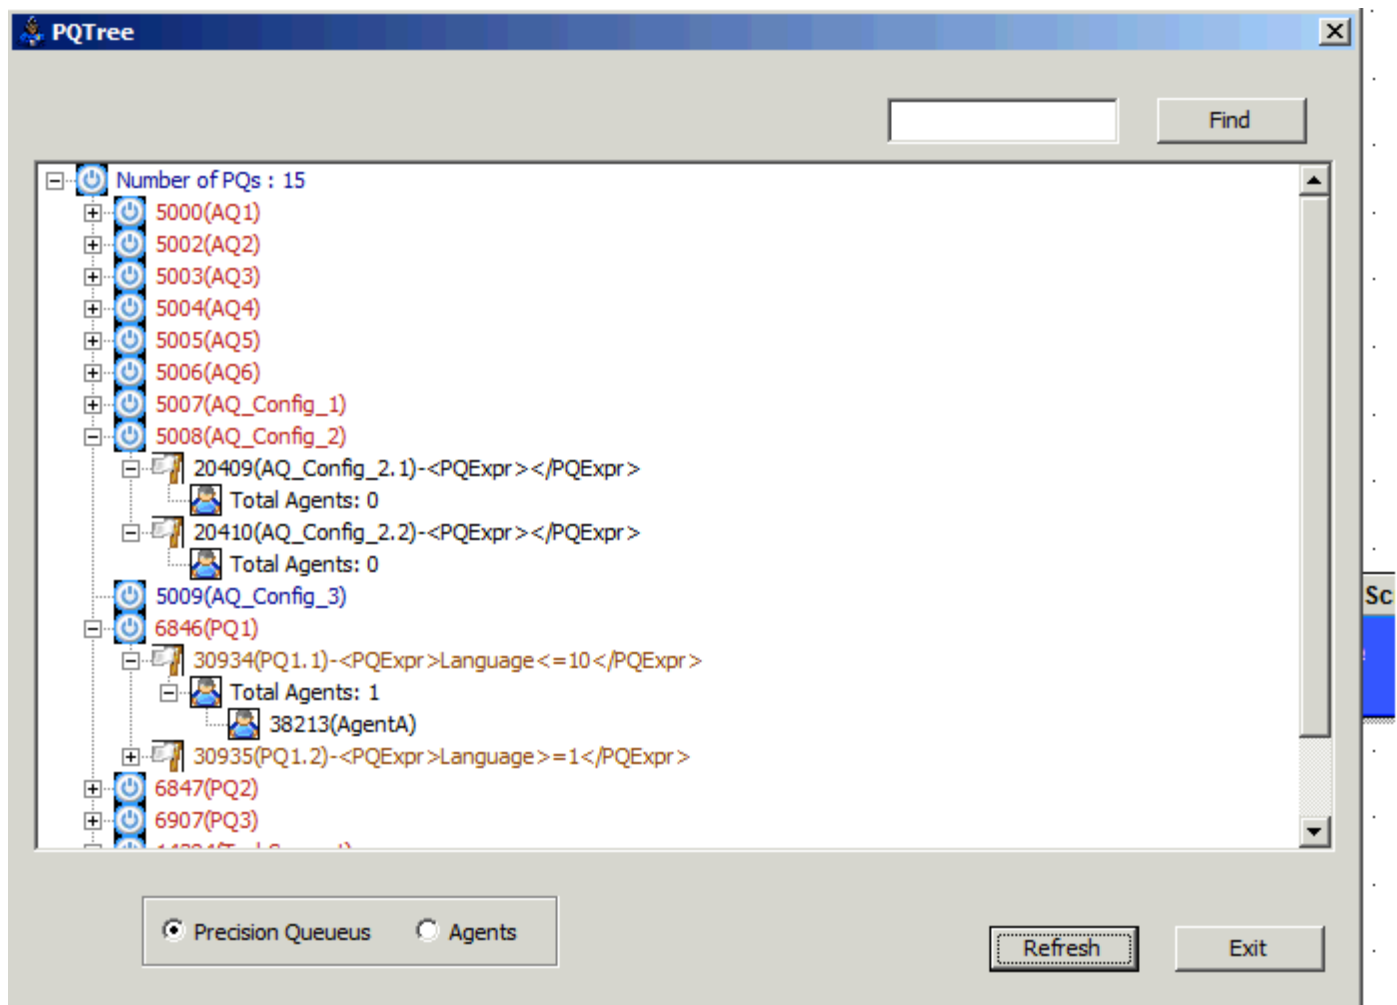 PQTree
Find
Number of PQs : 15
5000(AQ1)
5002(AQ2)
5003(AQ3)
5004(AQ4)
5005(AQ5)
5006(AQ6)
5007(AQ_Config_1)
5008(AQ_Config_2)
20409(AQ_Config_2.1)-<PQExpr></PQExpr>
Total Agents: 0
20410(AQ_Config_2.2)-<PQExpr></PQExpr>
Total Agents: 0
5009(AQ_Config_3)
Sc
6846(PQ1)
30934(PQ1.1)-<PQExpr>Language<=10</PQExpr>
Total Agents: 1
38213(AgentA)
30935(PQ1.2)-<PQExpr>Language>=1</PQExpr>
6847(PQ2)
6907(PQ3)
Precision Queueus Agents
Refresh Exit